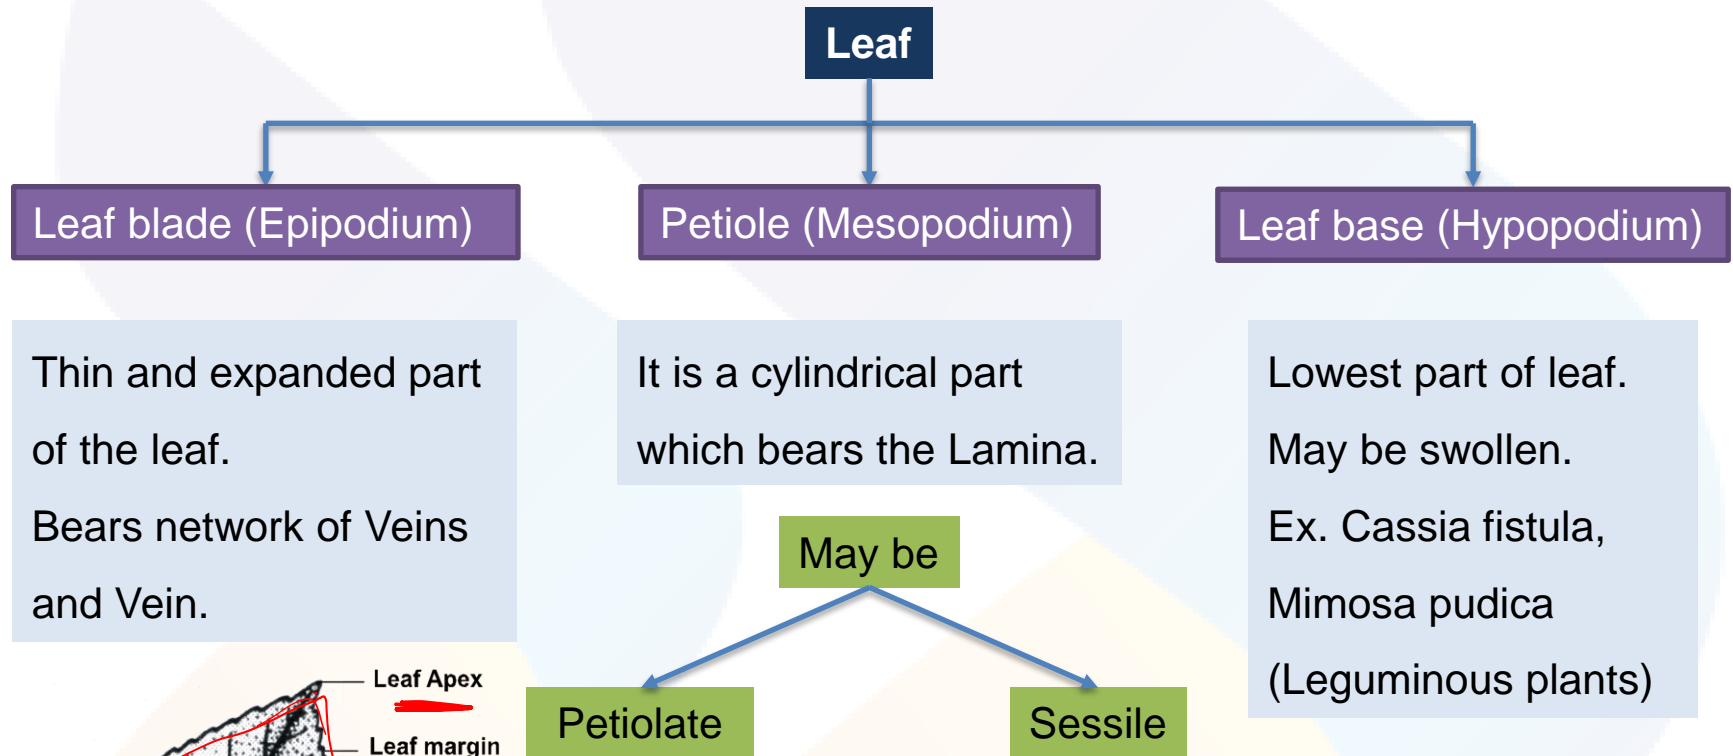 Leaf
Leaf blade (Epipodium)
Petiole (Mesopodium)
Leaf base (Hypopodium)
Thin and expanded part
of the leaf.
Bears network of Veins
and Vein.
It is a cylindrical part
which bears the Lamina.
Lowest part of leaf.
May be swollen.
Ex. Cassia fistula,
Mimosa pudica
(Leguminous plants)
May be
Petiolate
Sessile
Leaf Apex
Leaf margin